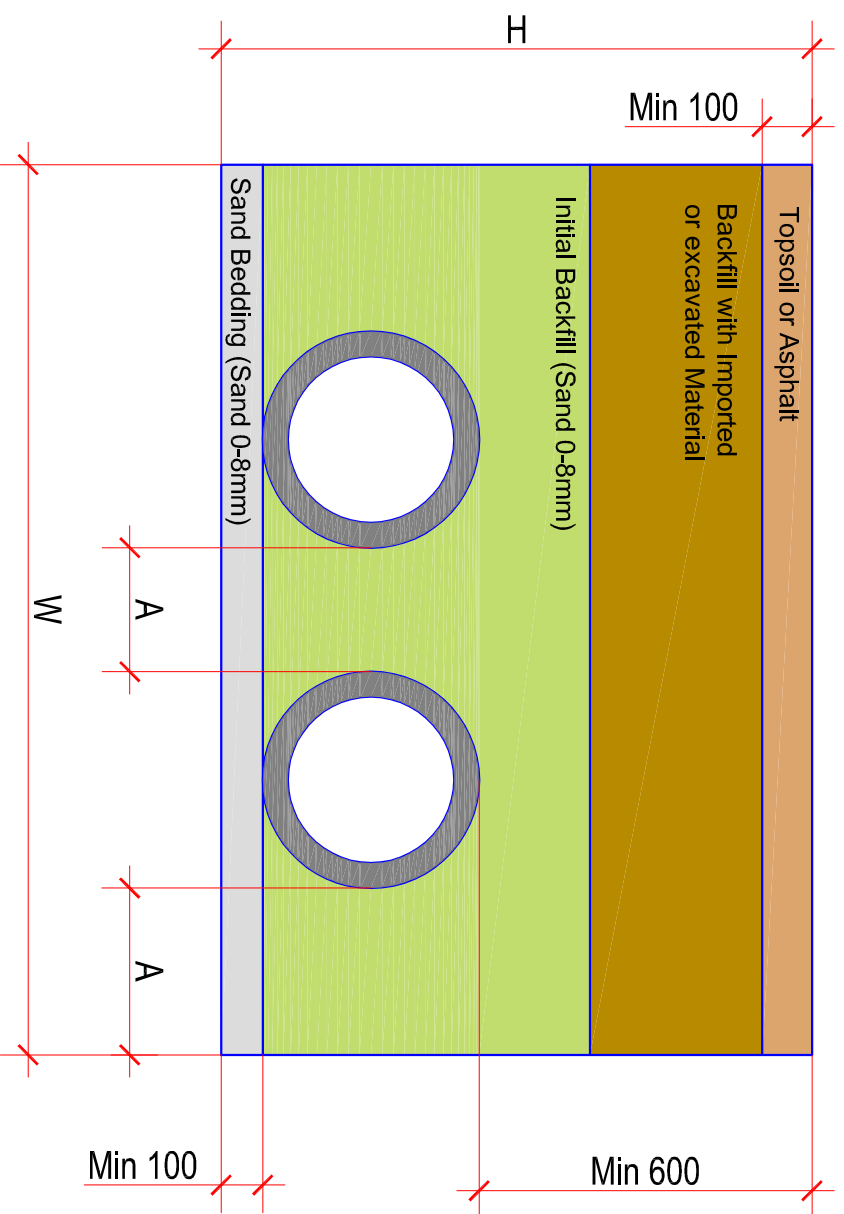 H
Min 100
Topsoil or Asphalt
Backfill with Imported
or excavated Material
Initial Backfill (Sand 0-8mm)
Sand Bedding (Sand 0-8mm)
A
W
A
Min 100
Min 600